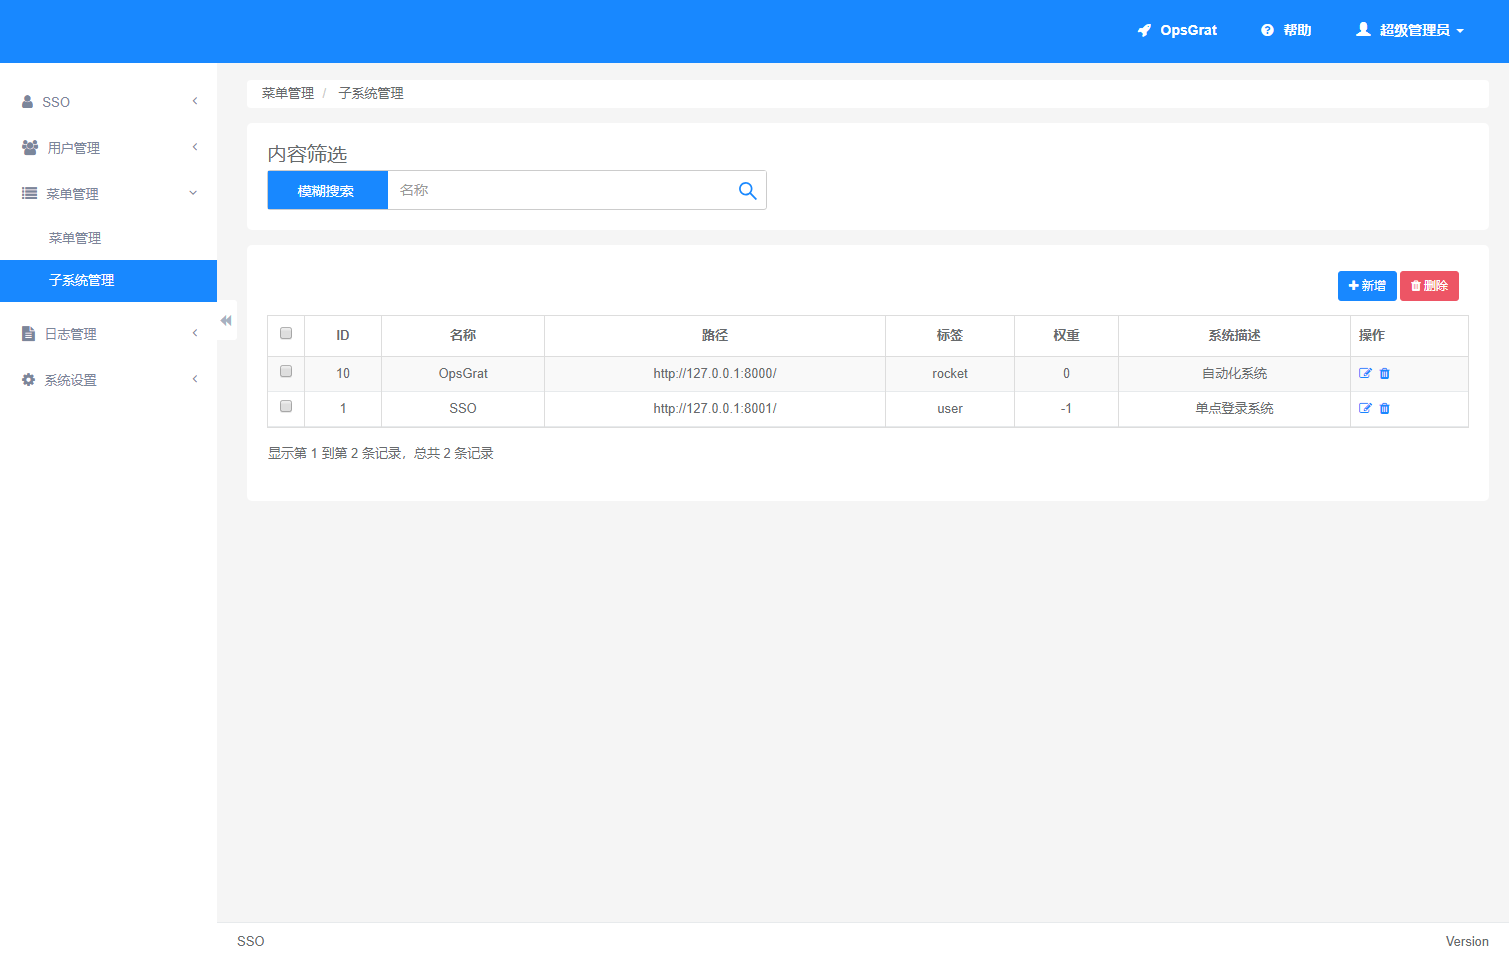 OpsGrat 帮助 超级管理员
SSO
用户管理
菜单管理
菜单管理
子系统管理
日志管理
系统设置
菜单管理 / 子系统管理
内容筛选
模糊搜索 名称
新增 删除
ID 名称 路径 标签 权重 系统描述 操作
10 OpsGrat http://127.0.0.1:8000/ rocket 0 自动化系统
1 SSO http://127.0.0.1:8001/ user -1 单点登录系统
显示第 1 到第 2 条记录，总共 2 条记录
SSO Version